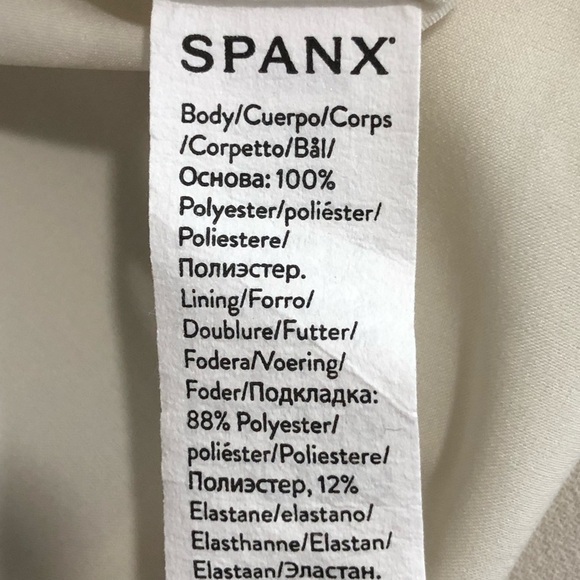 SPANX®
Body/Cuerpo/Corps
/Corpetto/Bål/
Основа: 100%
Polyester/poliéster/
Poliestere/
Полиэстер.
Lining/Forro/
Doublure/Futter/
Fodera/Voering/
Foder/Подкладка:
88% Polyester/
poliéster/Poliestere/
Полиэстер, 12%
Elastane/elastano/
Elasthanne/Elastan/
Elastaan/Эластан.